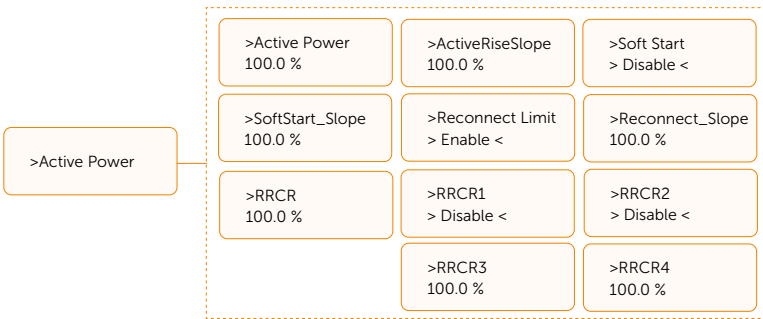 >Active Power
>Active Power
100.0 %
>ActiveRiseSlope
100.0 %
>Soft Start
> Disable <
>SoftStart_Slope
100.0 %
>Reconnect Limit
> Enable <
>Reconnect_Slope
100.0 %
>RRCR
100.0 %
>RRCR1
> Disable <
>RRCR2
> Disable <
>RRCR3
100.0 %
>RRCR4
100.0 %